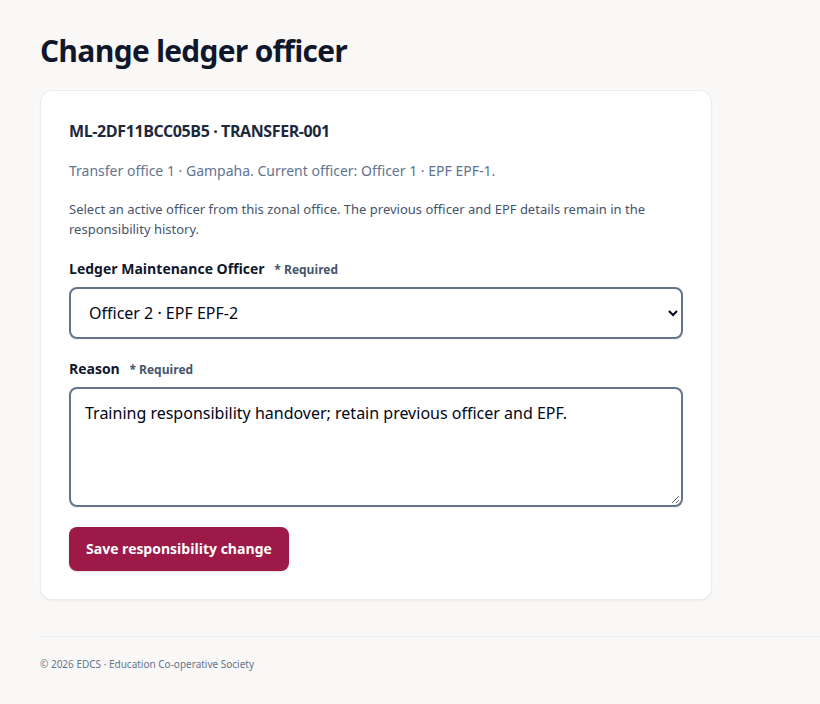 Change ledger officer
ML-2DF11BCC05B5 · TRANSFER-001
Transfer office 1 · Gampaha. Current officer: Officer 1 · EPF EPF-1.
Select an active officer from this zonal office. The previous officer and EPF details remain in the
responsibility history.
Ledger Maintenance Officer * Required
Officer 2 · EPF EPF-2
Reason * Required
Training responsibility handover; retain previous officer and EPF.
Save responsibility change
© 2026 EDCS · Education Co-operative Society